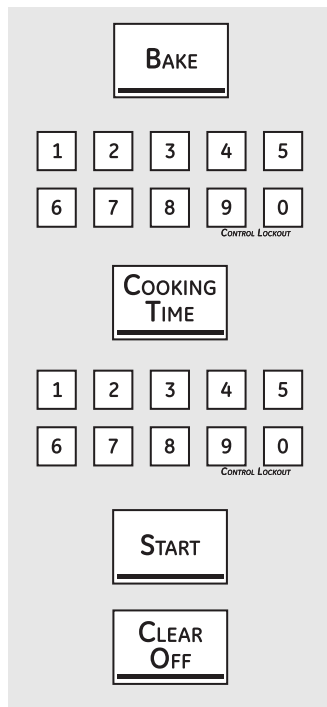 BAKE
1 2 3 4 5
6 7 8 9 0
CONTROL LOCKOUT
COOKING
TIME
1 2 3 4 5
6 7 8 9 0
CONTROL LOCKOUT
START
CLEAR
OFF